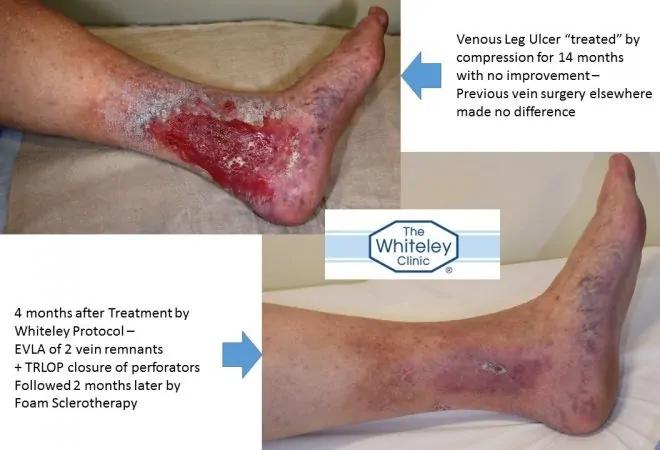 Venous Leg Ulcer “treated” by
compression for 14 months
with no improvement –
Previous vein surgery elsewhere
made no difference
The
Whiteley
Clinic
®
4 months after Treatment by
Whiteley Protocol –
EVLA of 2 vein remnants
+ TRLOP closure of perforators
Followed 2 months later by
Foam Sclerotherapy